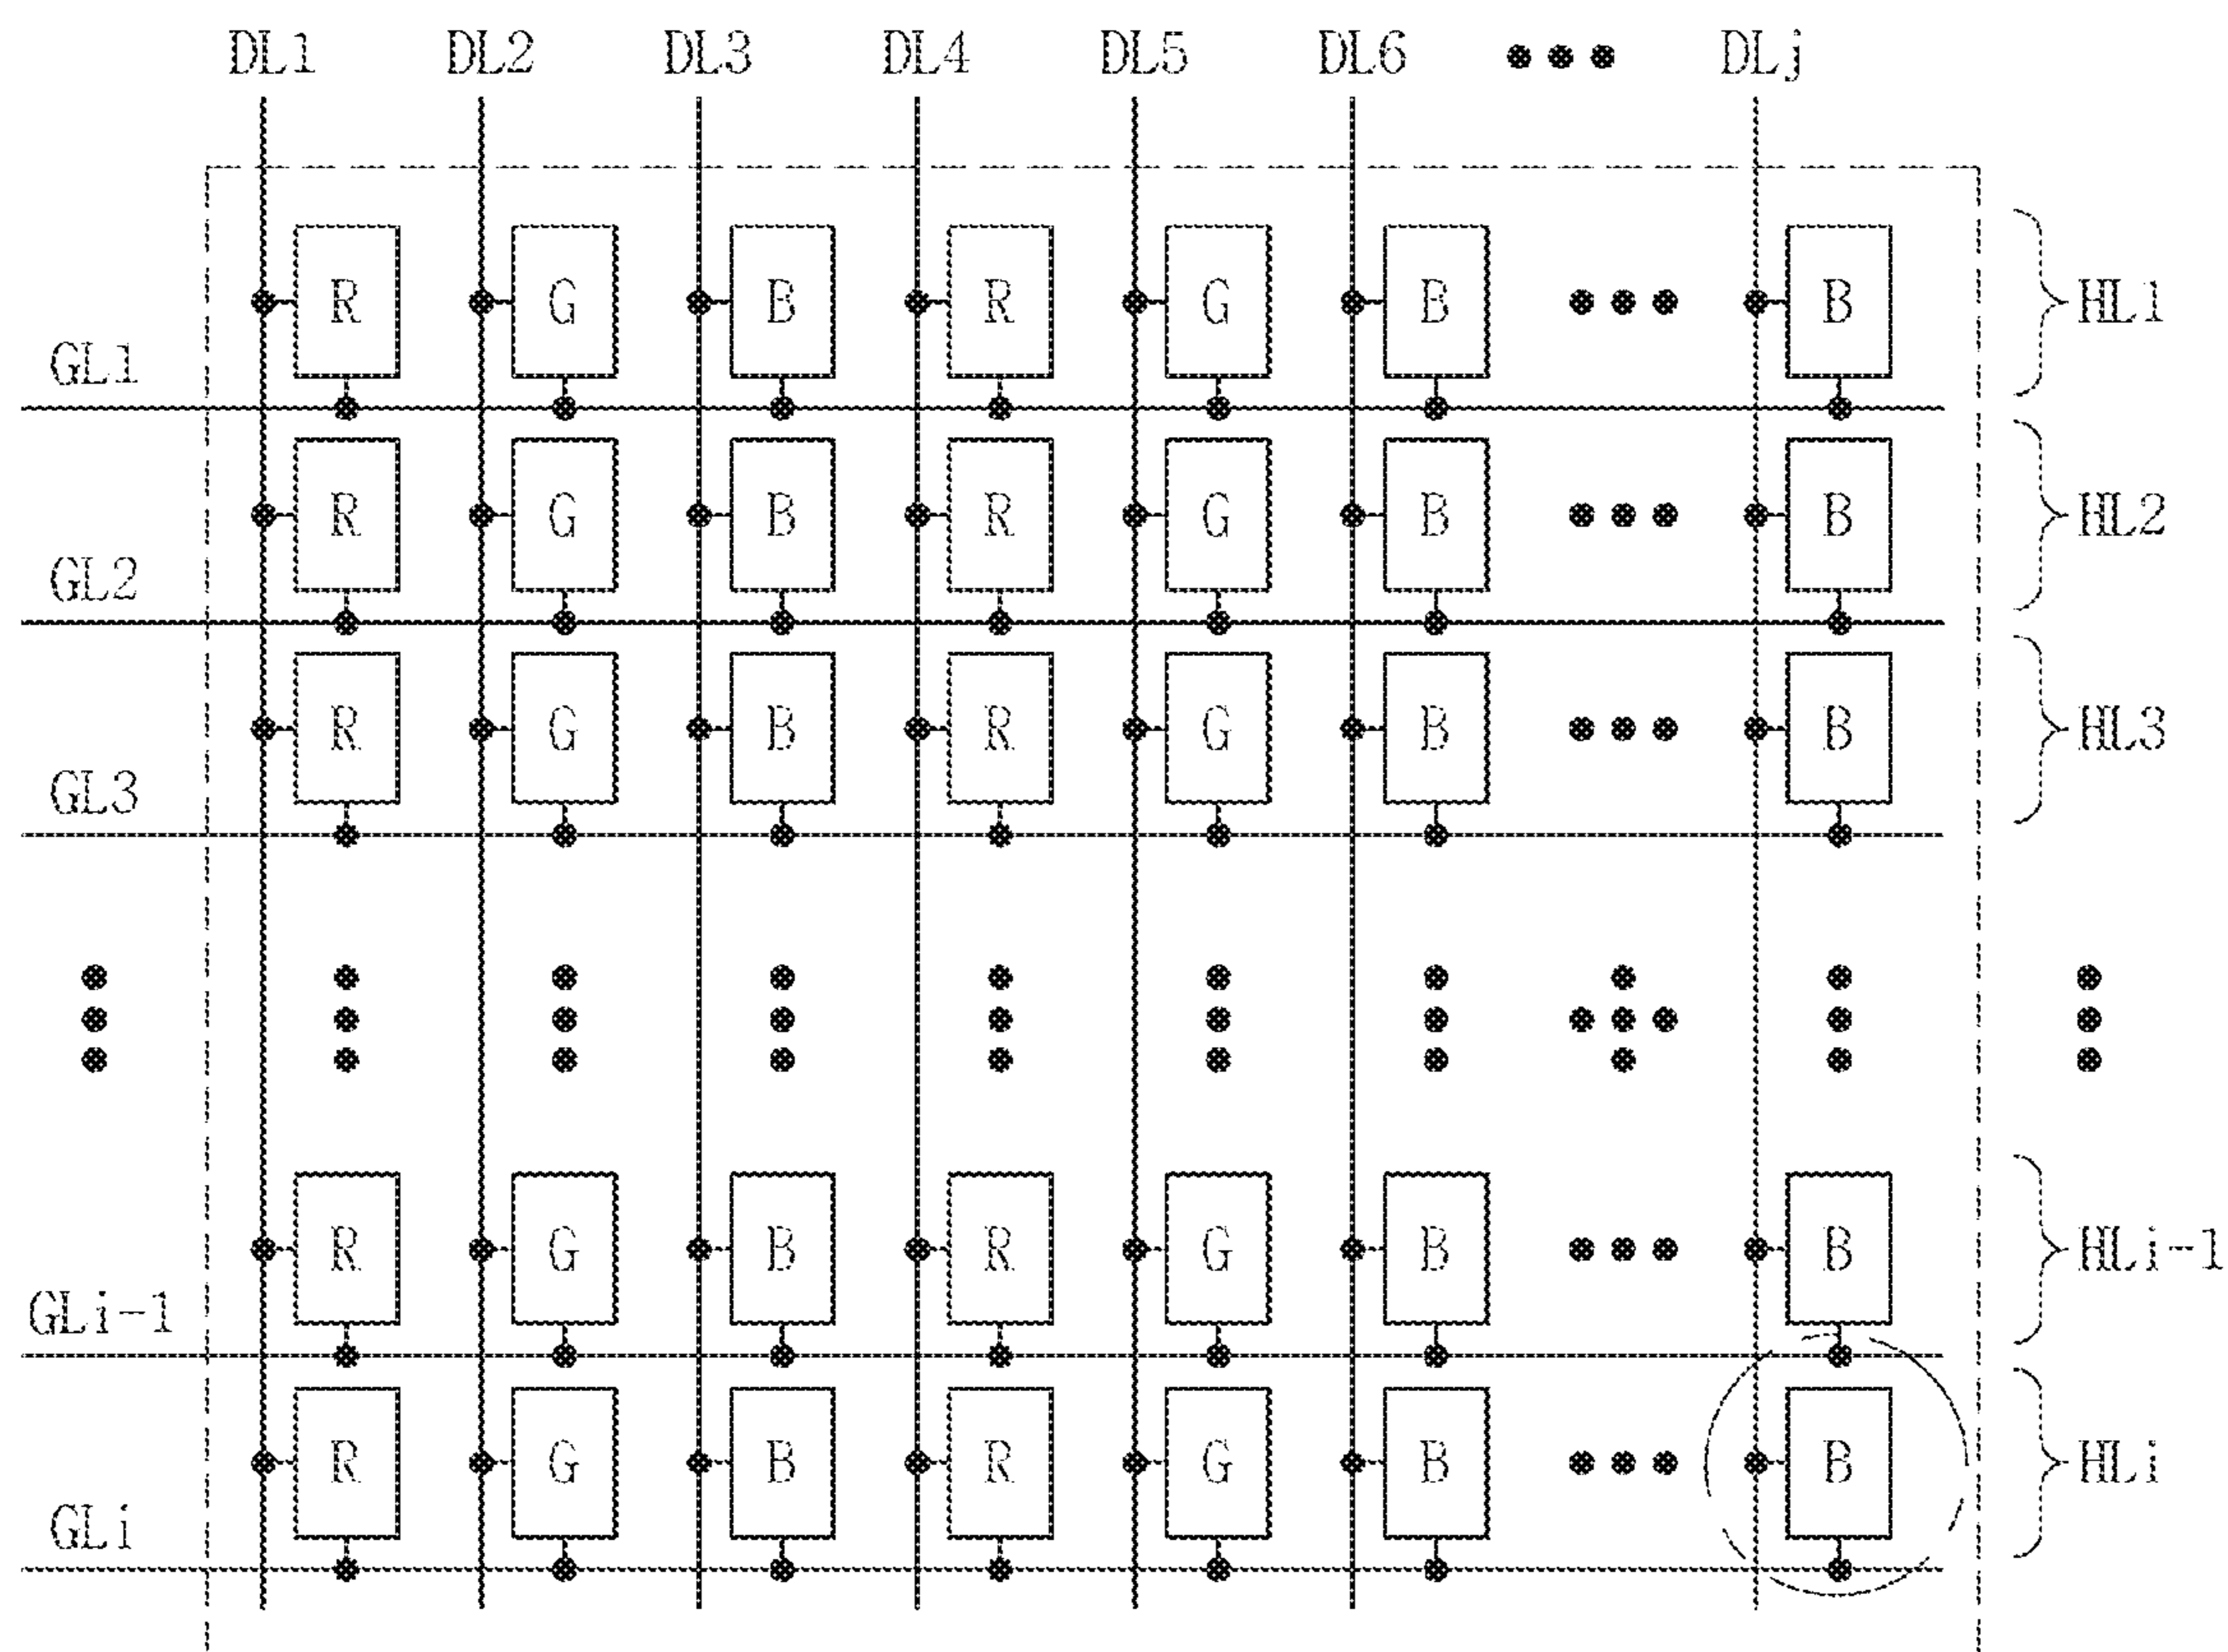 DL1 DL2 DL3 DL4 DL5 DL6 ••• DLj
R G B R G B ••• B HL1
GL1
R G B R G B ••• B HL2
GL2
R G B R G B ••• B HL3
GL3
R G B R G B ••• B HLi-1
GLi-1
R G B R G B ••• B HLi
GLi